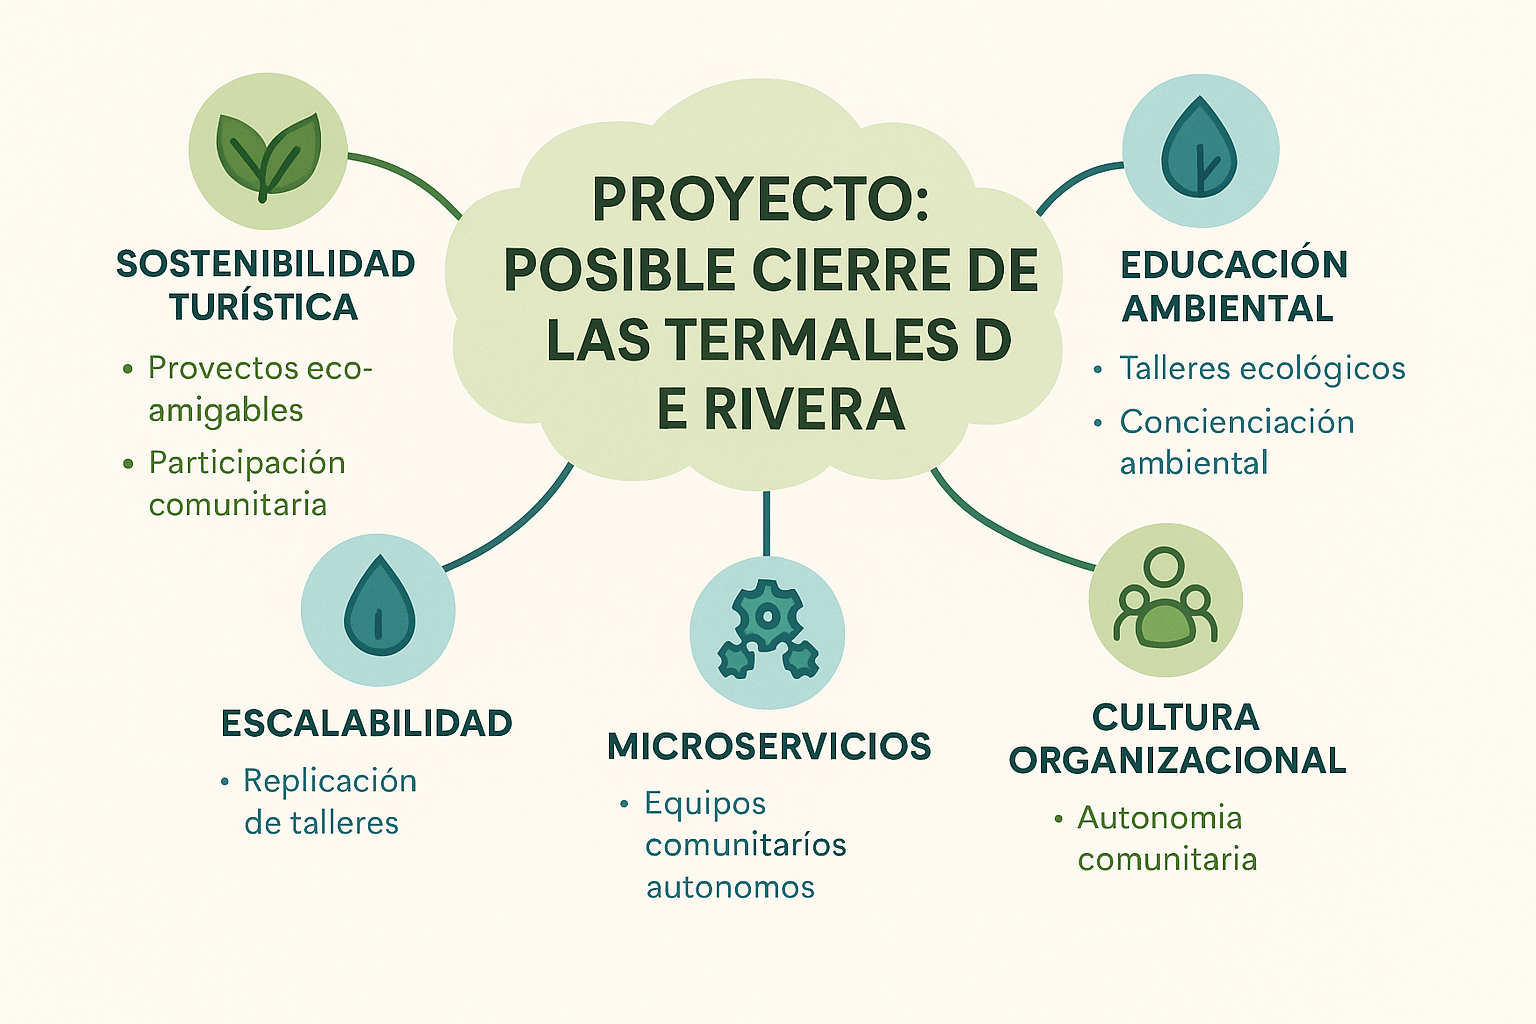 PROYECTO:
POSIBLE CIERRE DE
LAS TERMALES D
E RIVERA
SOSTENIBILIDAD
TURÍSTICA
• Provectos eco-
amigables
• Participación
comunitaria
EDUCACIÓN
AMBIENTAL
• Talleres ecológicos
• Concienciación
ambiental
ESCALABILIDAD
• Replicación
de talleres
MICROSERVICIOS
• Equipos
comunitaríos
autonomos
CULTURA
ORGANIZACIONAL
• Autonomia
comunitaria